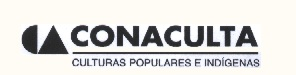 CONACULTA
CULTURAS POPULARES E INDÍGENAS